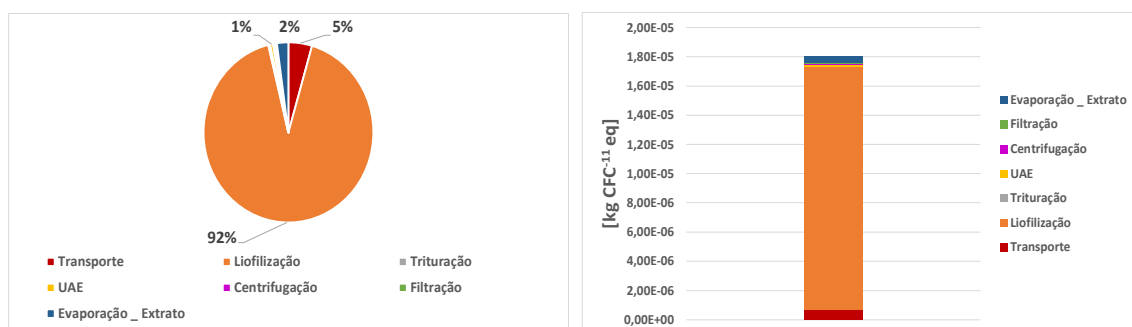 1% 2% 5%
92%
Transporte Liofilização Trituração
UAE Centrifugação Filtração
Evaporação _ Extrato
2,00E-05
1,80E-05
1,60E-05
1,40E-05
1,20E-05
1,00E-05
8,00E-06
6,00E-06
4,00E-06
2,00E-06
0,00E+00
[kg CFC-11 eq]
Evaporação _ Extrato
Filtração
Centrifugação
UAE
Trituração
Liofilização
Transporte